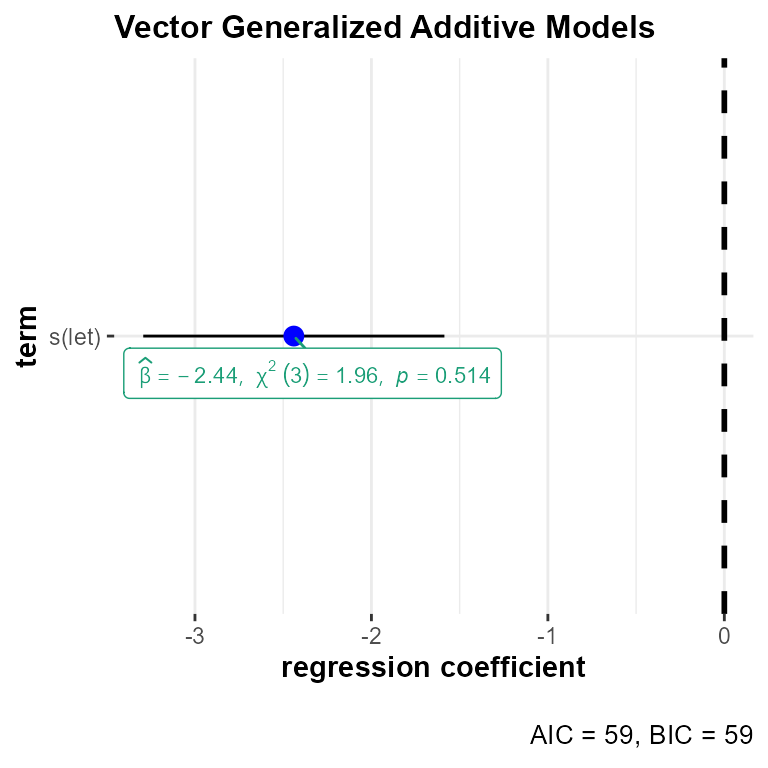 Vector Generalized Additive Models
term
s(let)
β̂ = − 2.44, χ² (3) = 1.96, p = 0.514
-3 -2 -1 0
regression coefficient
AIC = 59, BIC = 59